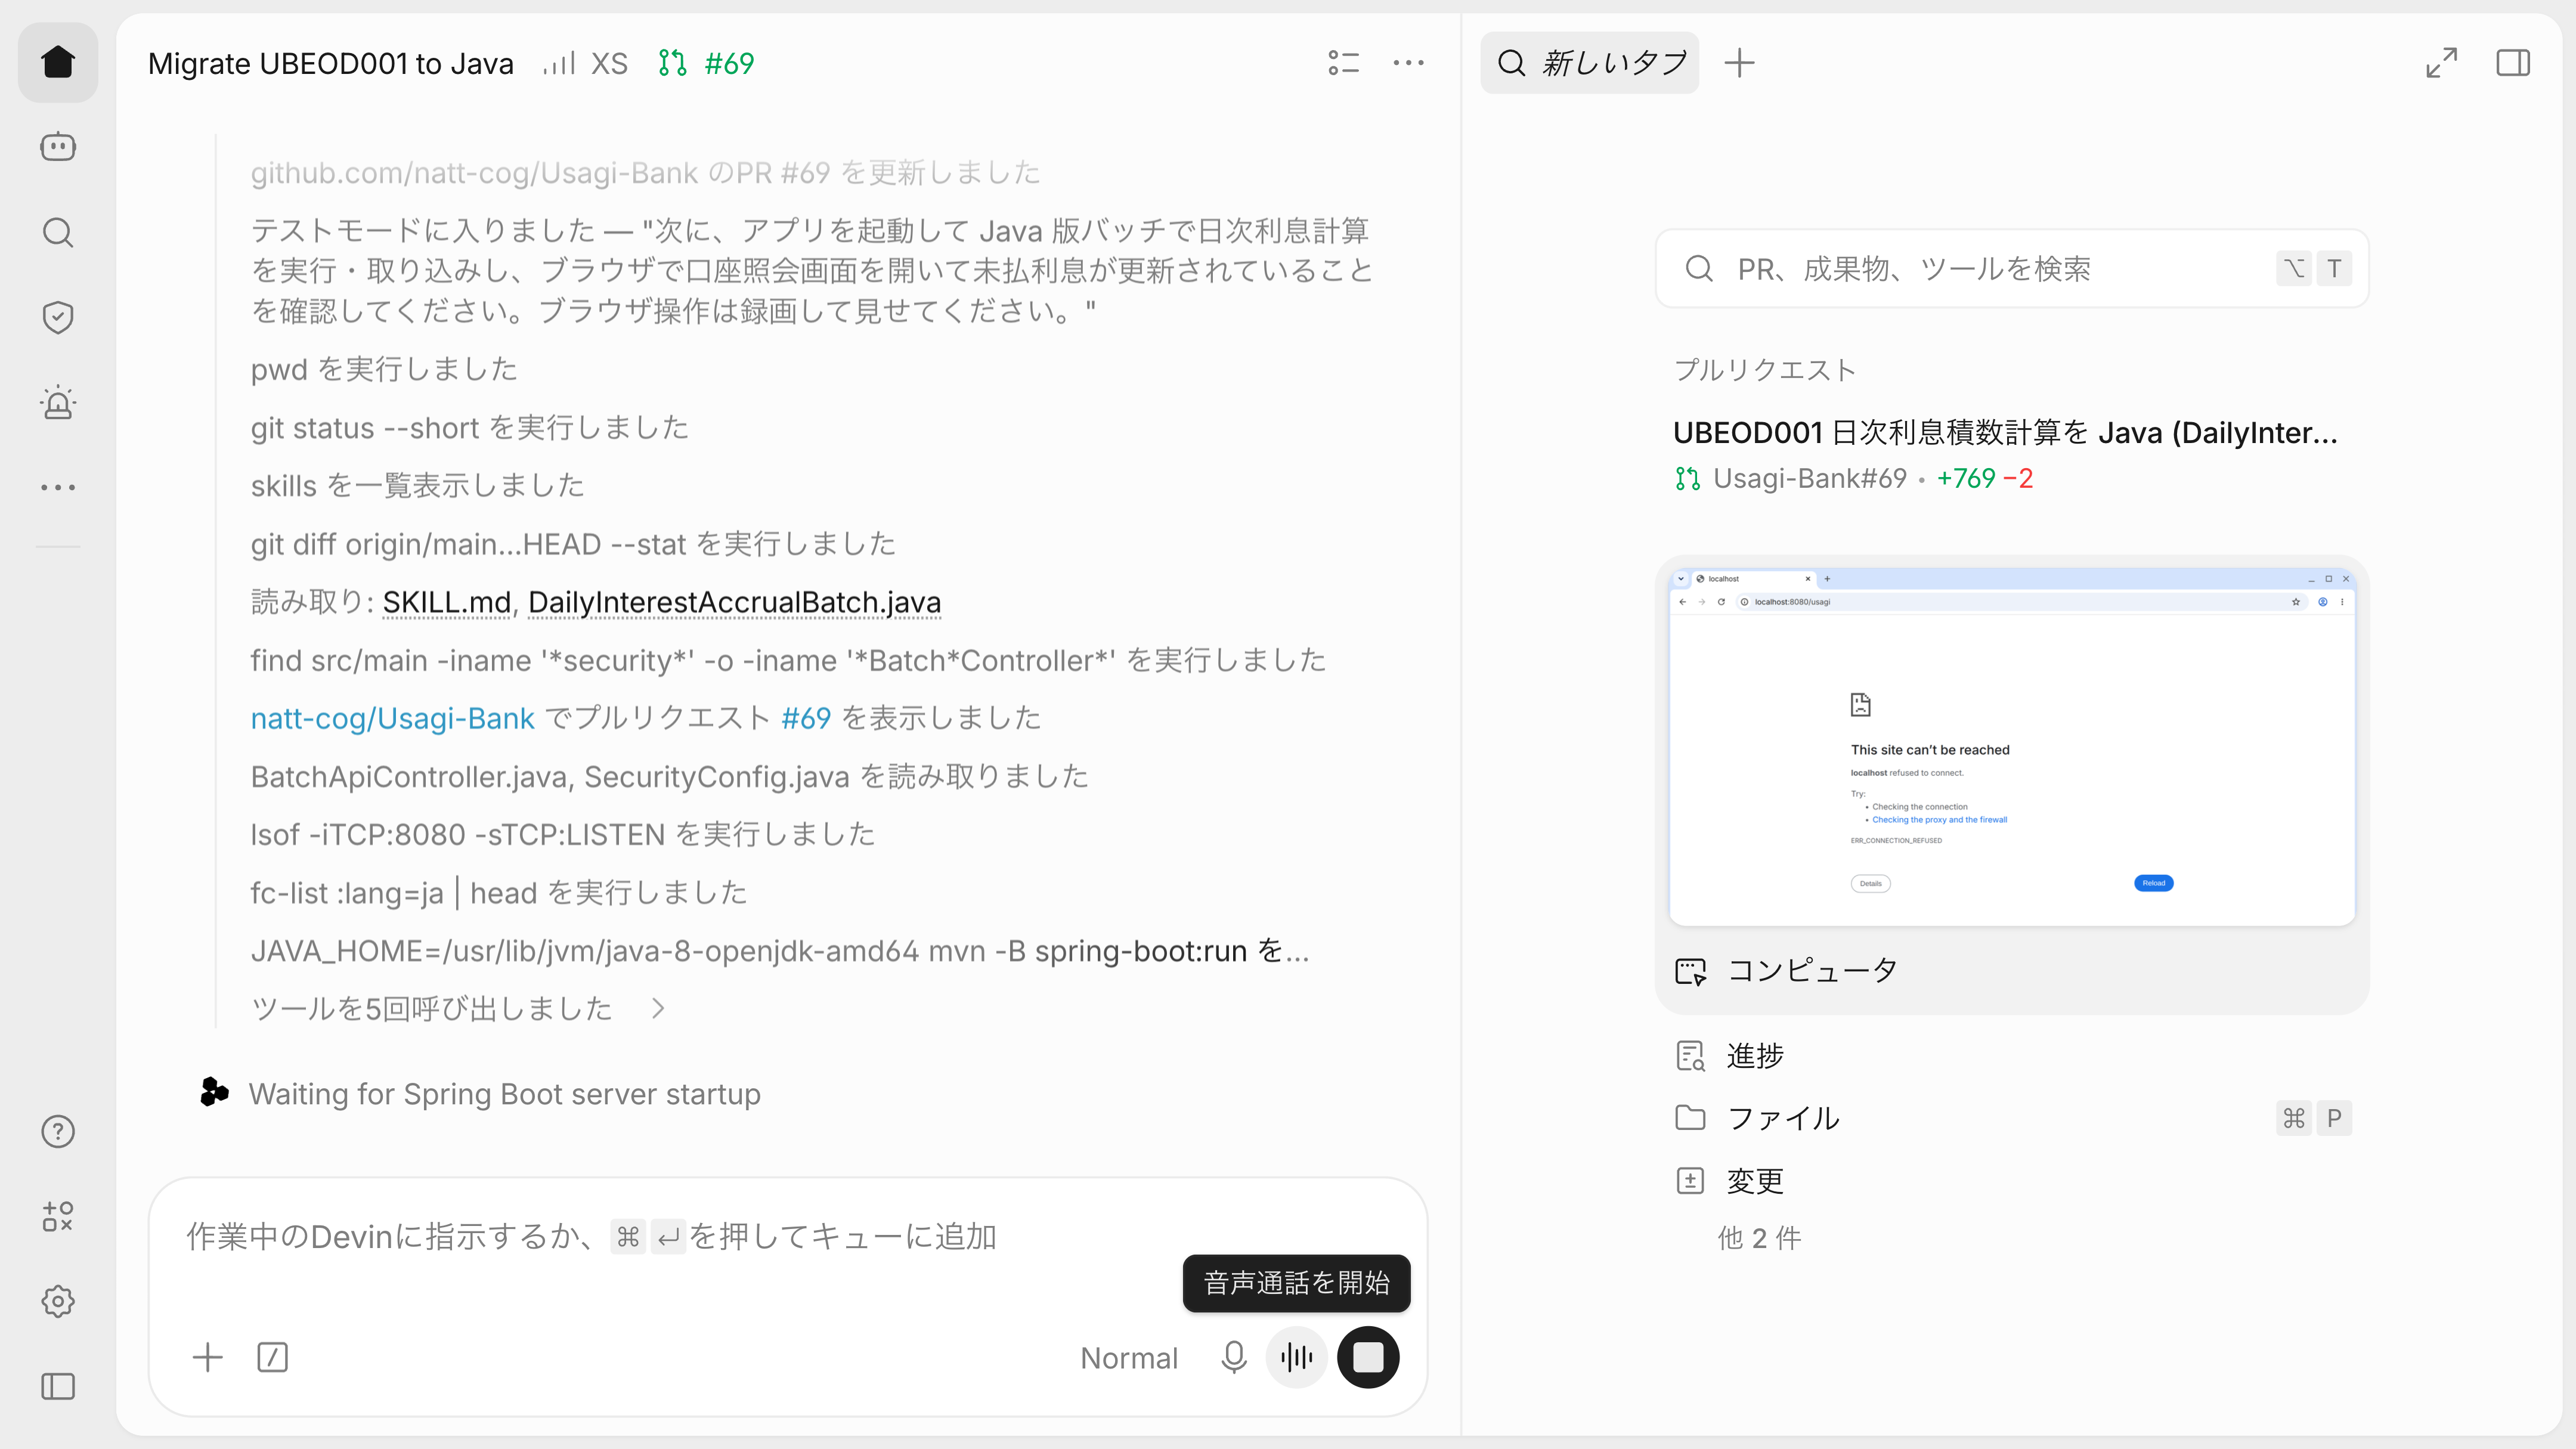 Migrate UBEOD001 to Java
XS
#69
github.com/natt-cog/Usagi-Bank のPR #69 を更新しました
テストモードに入りました — "次に、アプリを起動して Java 版バッチで日次利息計算
を実行・取り込みし、ブラウザで口座照会画面を開いて未払利息が更新されていること
を確認してください。ブラウザ操作は録画して見せてください。"
pwd を実行しました
git status --short を実行しました
skills を一覧表示しました
git diff origin/main...HEAD --stat を実行しました
読み取り: SKILL.md, DailyInterestAccrualBatch.java
find src/main -iname '*security*' -o -iname '*Batch*Controller*' を実行しました
natt-cog/Usagi-Bank でプルリクエスト #69 を表示しました
BatchApiController.java, SecurityConfig.java を読み取りました
lsof -iTCP:8080 -sTCP:LISTEN を実行しました
fc-list :lang=ja | head を実行しました
JAVA_HOME=/usr/lib/jvm/java-8-openjdk-amd64 mvn -B spring-boot:run を...
ツールを5回呼び出しました
Waiting for Spring Boot server startup
作業中のDevinに指示するか、⌘ ↵ を押してキューに追加
音声通話を開始
Normal
新しいタブ
PR、成果物、ツールを検索
⌥ T
プルリクエスト
UBEOD001 日次利息積数計算を Java (DailyInter...
Usagi-Bank#69 • +769 −2
localhost
localhost:8080/usagi
This site can't be reached
localhost refused to connect.
Try:
• Checking the connection
• Checking the proxy and the firewall
ERR_CONNECTION_REFUSED
Details
Reload
コンピュータ
進捗
ファイル
⌘ P
変更
他 2 件